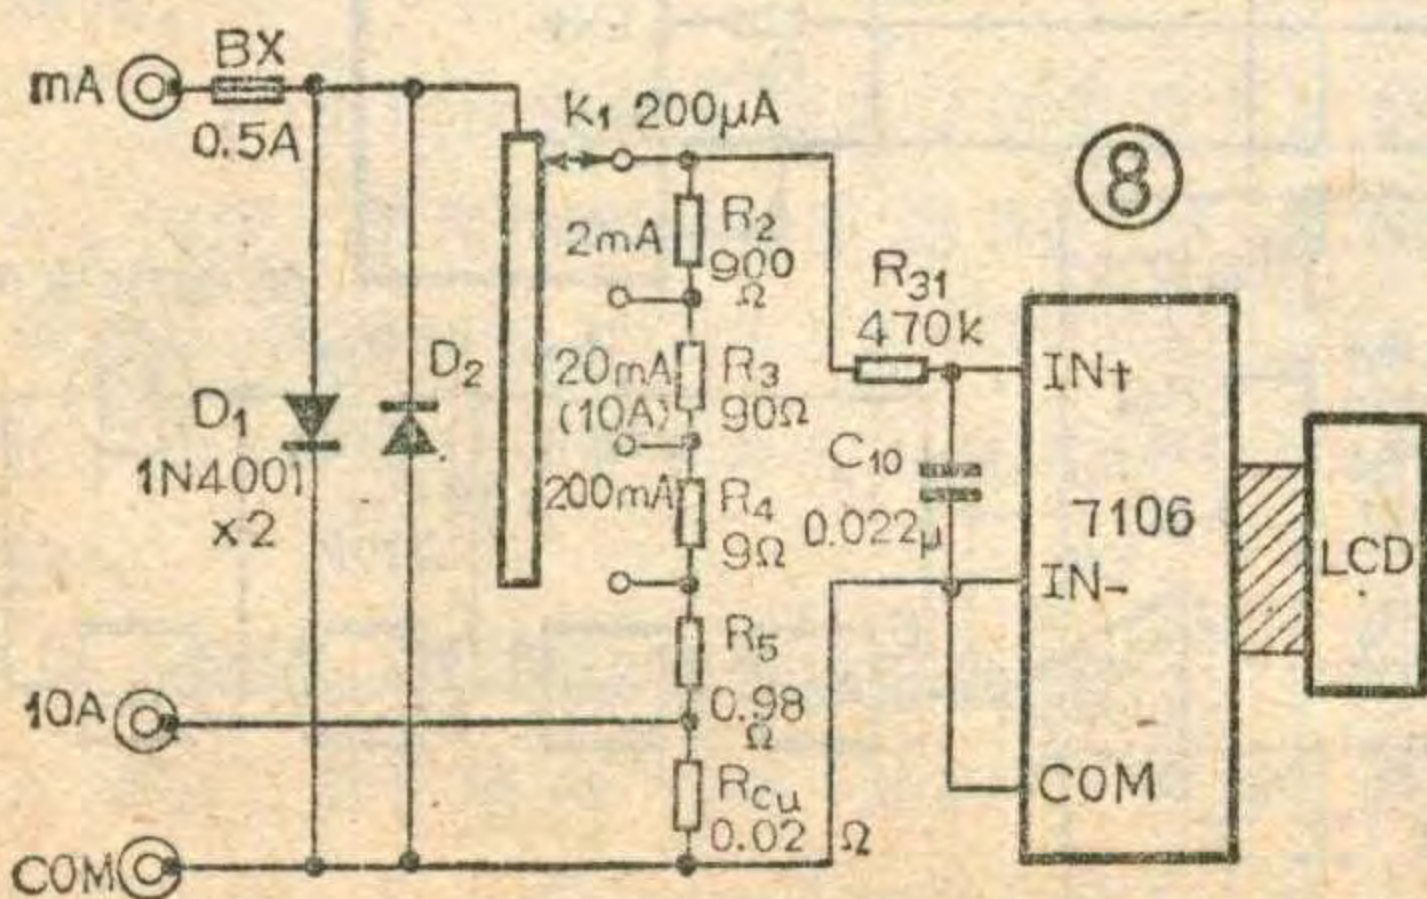 mA
BX
0.5A
K1 200μA
⑧
2mA
R2
900
Ω
R31
470k
D1
1N4001
x2
D2
20mA
(10A)
R3
90Ω
IN+
C10
0.022μ
200mA
R4
9Ω
7106
LCD
IN-
R5
0.98
Ω
10A
RCu
0.02 Ω
COM
COM